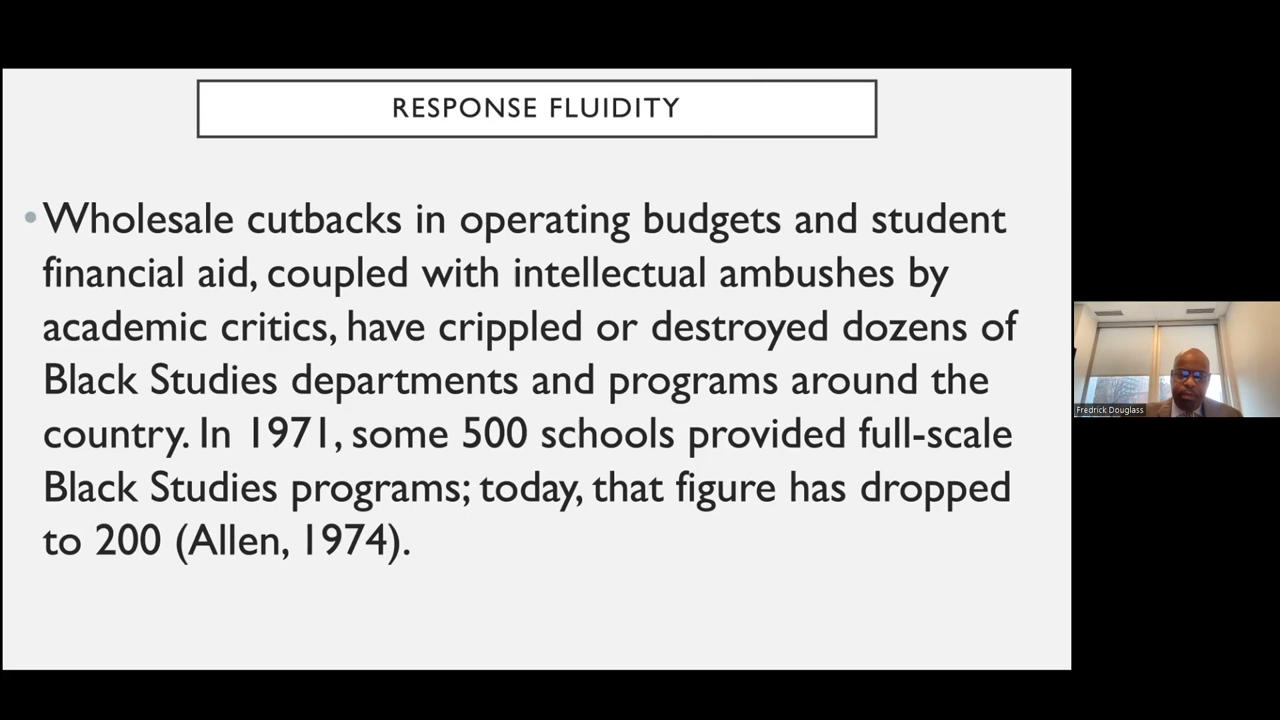 RESPONSE FLUIDITY
•Wholesale cutbacks in operating budgets and student
financial aid, coupled with intellectual ambushes by
academic critics, have crippled or destroyed dozens of
Black Studies departments and programs around the
country. In 1971, some 500 schools provided full-scale
Black Studies programs; today, that figure has dropped
to 200 (Allen, 1974).
Fredrick Douglass